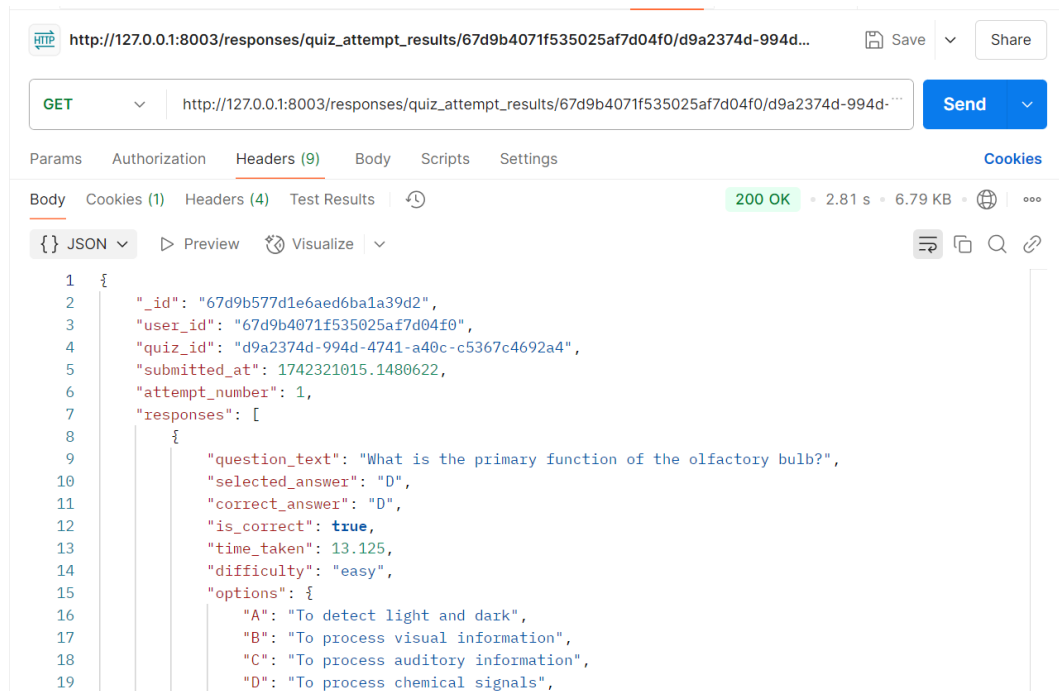 HTTP http://127.0.0.1:8003/responses/quiz_attempt_results/67d9b4071f535025af7d04f0/d9a2374d-994d... Save Share
GET http://127.0.0.1:8003/responses/quiz_attempt_results/67d9b4071f535025af7d04f0/d9a2374d-994d-... Send
Params Authorization Headers (9) Body Scripts Settings Cookies
Body Cookies (1) Headers (4) Test Results 200 OK • 2.81 s • 6.79 KB
{} JSON Preview Visualize
1 {
2 "_id": "67d9b577d1e6aed6ba1a39d2",
3 "user_id": "67d9b4071f535025af7d04f0",
4 "quiz_id": "d9a2374d-994d-4741-a40c-c5367c4692a4",
5 "submitted_at": 1742321015.1480622,
6 "attempt_number": 1,
7 "responses": [
8 {
9 "question_text": "What is the primary function of the olfactory bulb?",
10 "selected_answer": "D",
11 "correct_answer": "D",
12 "is_correct": true,
13 "time_taken": 13.125,
14 "difficulty": "easy",
15 "options": {
16 "A": "To detect light and dark",
17 "B": "To process visual information",
18 "C": "To process auditory information",
19 "D": "To process chemical signals",